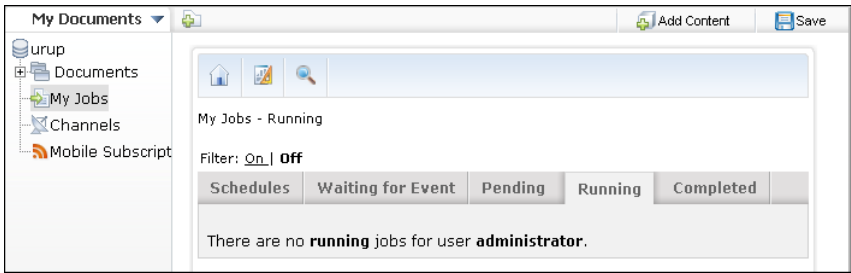 My Documents
Add Content
Save
urup
Documents
My Jobs
Channels
Mobile Subscript
My Jobs - Running
Filter: On | Off
Schedules Waiting for Event Pending Running Completed
There are no running jobs for user administrator.